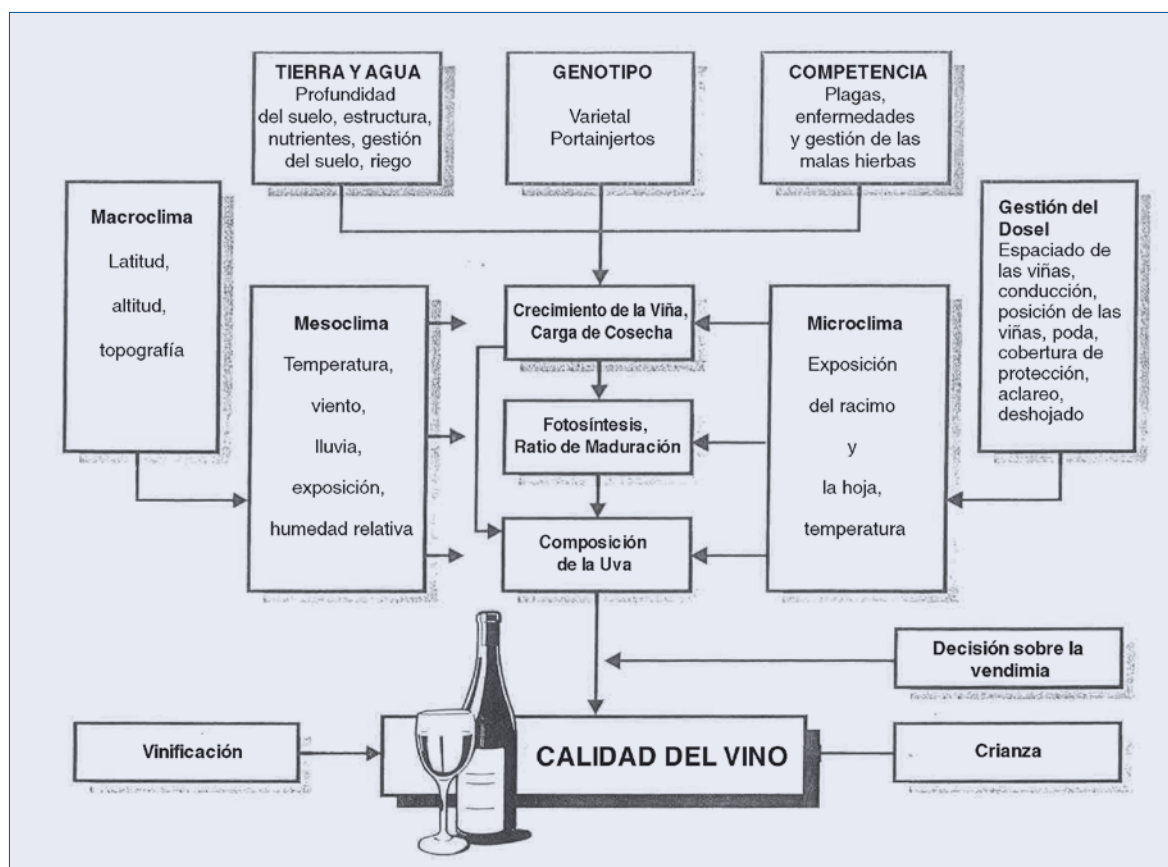 TIERRA Y AGUA
Profundidad
del suelo, estructura,
nutrientes, gestión
del suelo, riego
GENOTIPO
Varietal
Portainjertos
COMPETENCIA
Plagas,
enfermedades
y gestión de las
malas hierbas
Macroclima
Latitud,
altitud,
topografía
Mesoclima
Temperatura,
viento,
lluvia,
exposición,
humedad relativa
Crecimiento de la Viña,
Carga de Cosecha
Fotosíntesis,
Ratio de Maduración
Composición
de la Uva
Microclima
Exposición
del racimo
y
la hoja,
temperatura
Gestión del
Dosel
Espaciado de
las viñas,
conducción,
posición de las
viñas, poda,
cobertura de
protección,
aclareo,
deshojado
Decisión sobre la
vendimia
Vinificación
CALIDAD DEL VINO
Crianza